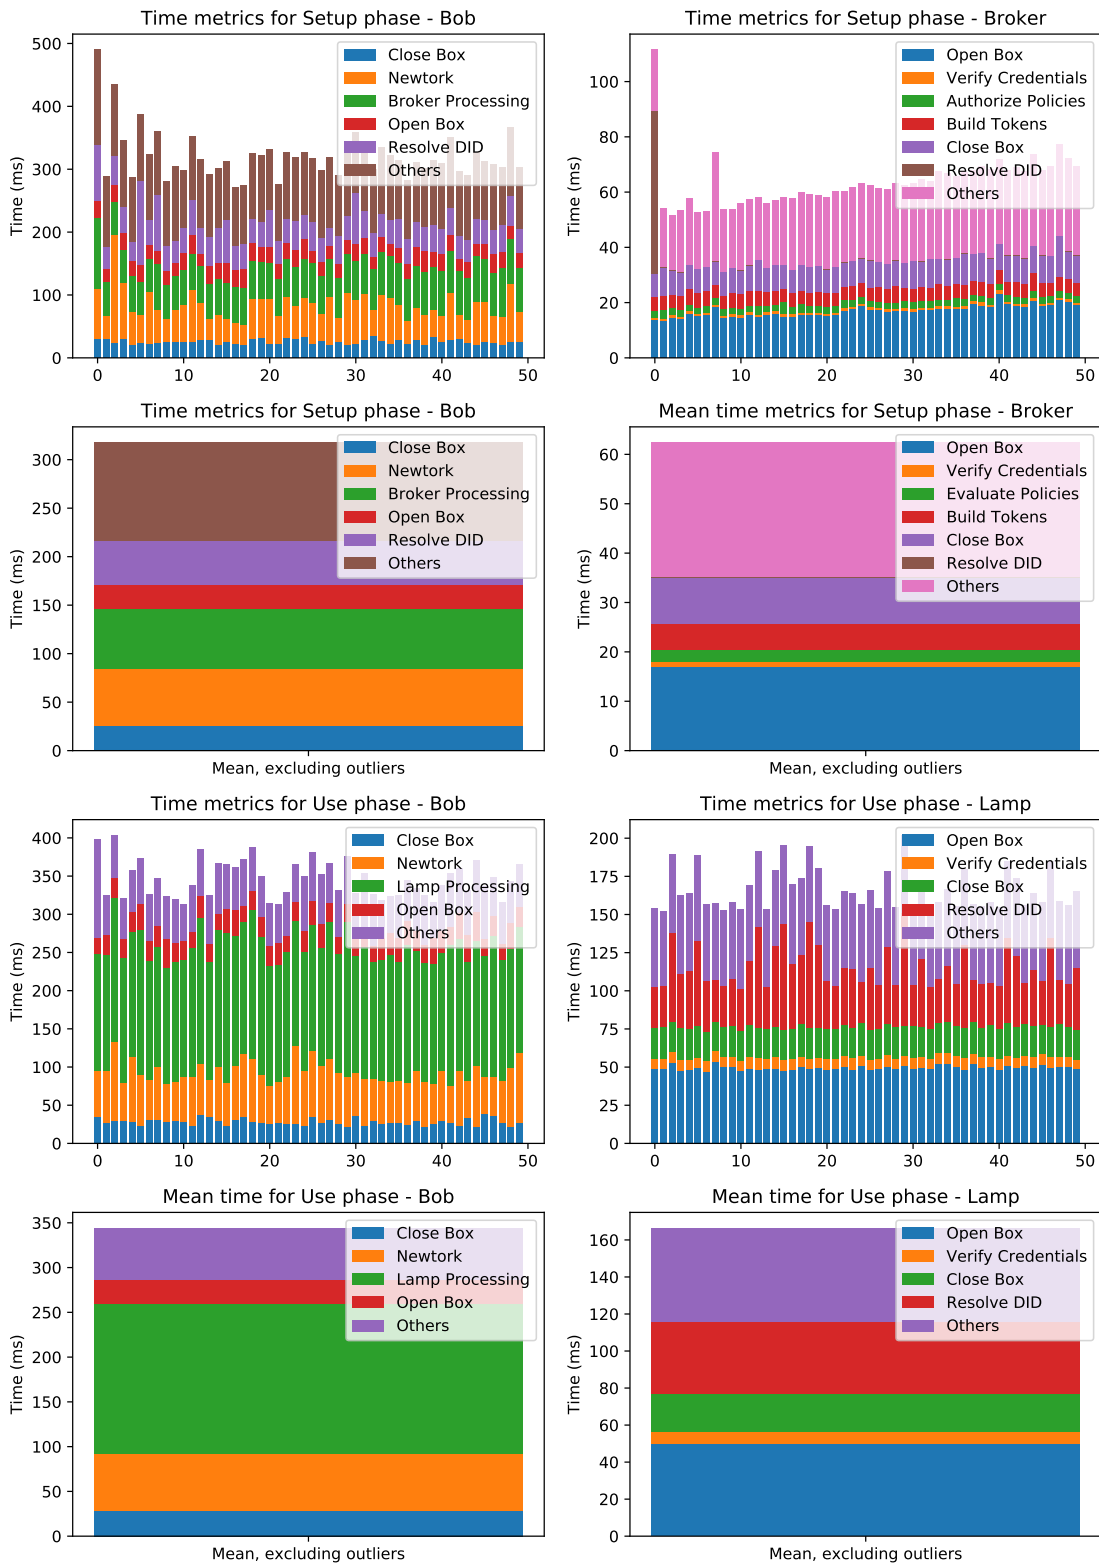 Time metrics for Setup phase - Bob
Time (ms)
500
400
300
200
100
0
0 10 20 30 40 50
Close Box
Newtork
Broker Processing
Open Box
Resolve DID
Others
Time metrics for Setup phase - Broker
Time (ms)
100
80
60
40
20
0
0 10 20 30 40 50
Open Box
Verify Credentials
Authorize Policies
Build Tokens
Close Box
Resolve DID
Others
Time metrics for Setup phase - Bob
Time (ms)
300
250
200
150
100
50
0
Mean, excluding outliers
Close Box
Newtork
Broker Processing
Open Box
Resolve DID
Others
Mean time metrics for Setup phase - Broker
Time (ms)
60
50
40
30
20
10
0
Mean, excluding outliers
Open Box
Verify Credentials
Evaluate Policies
Build Tokens
Close Box
Resolve DID
Others
Time metrics for Use phase - Bob
Time (ms)
400
350
300
250
200
150
100
50
0
0 10 20 30 40 50
Close Box
Newtork
Lamp Processing
Open Box
Others
Time metrics for Use phase - Lamp
Time (ms)
200
175
150
125
100
75
50
25
0
0 10 20 30 40 50
Open Box
Verify Credentials
Close Box
Resolve DID
Others
Mean time for Use phase - Bob
Time (ms)
350
300
250
200
150
100
50
0
Mean, excluding outliers
Close Box
Newtork
Lamp Processing
Open Box
Others
Mean time for Use phase - Lamp
Time (ms)
160
140
120
100
80
60
40
20
0
Mean, excluding outliers
Open Box
Verify Credentials
Close Box
Resolve DID
Others